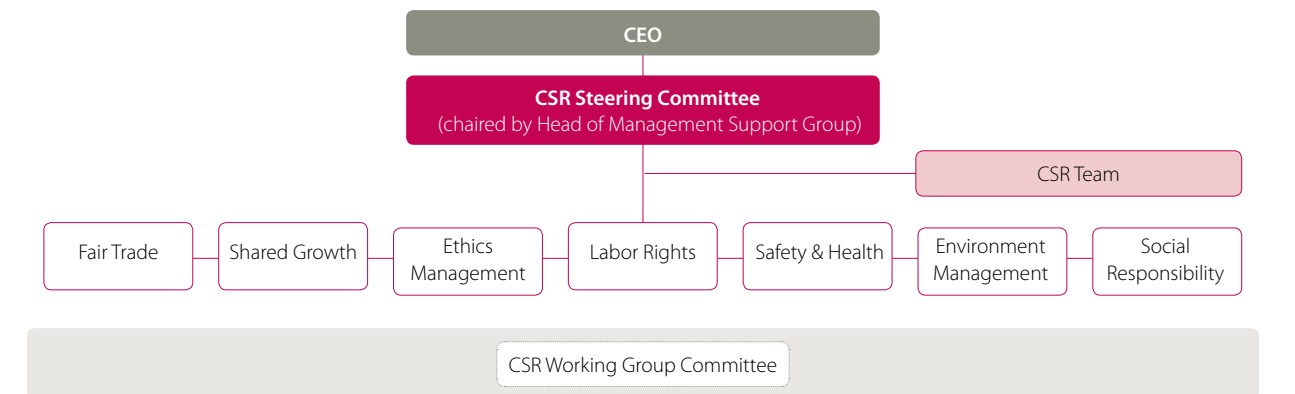 CEO
CSR Steering Committee
(chaired by Head of Management Support Group)
CSR Team
Fair Trade
Shared Growth
Ethics
Management
Labor Rights
Safety & Health
Environment
Management
Social
Responsibility
CSR Working Group Committee